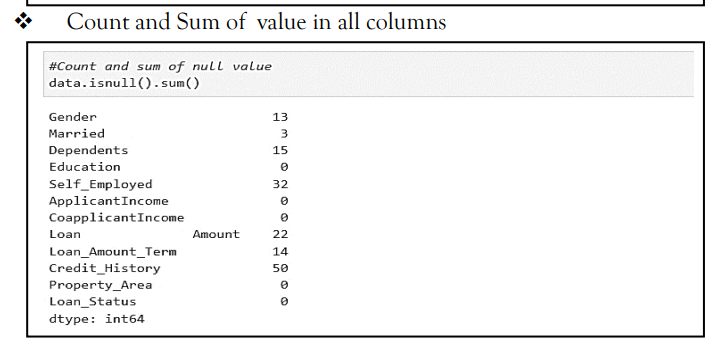 ❖ Count and Sum of value in all columns
#Count and sum of null value
data.isnull().sum()
Gender 13
Married 3
Dependents 15
Education 0
Self_Employed 32
ApplicantIncome 0
CoapplicantIncome 0
Loan Amount 22
Loan_Amount_Term 14
Credit_History 50
Property_Area 0
Loan_Status 0
dtype: int64